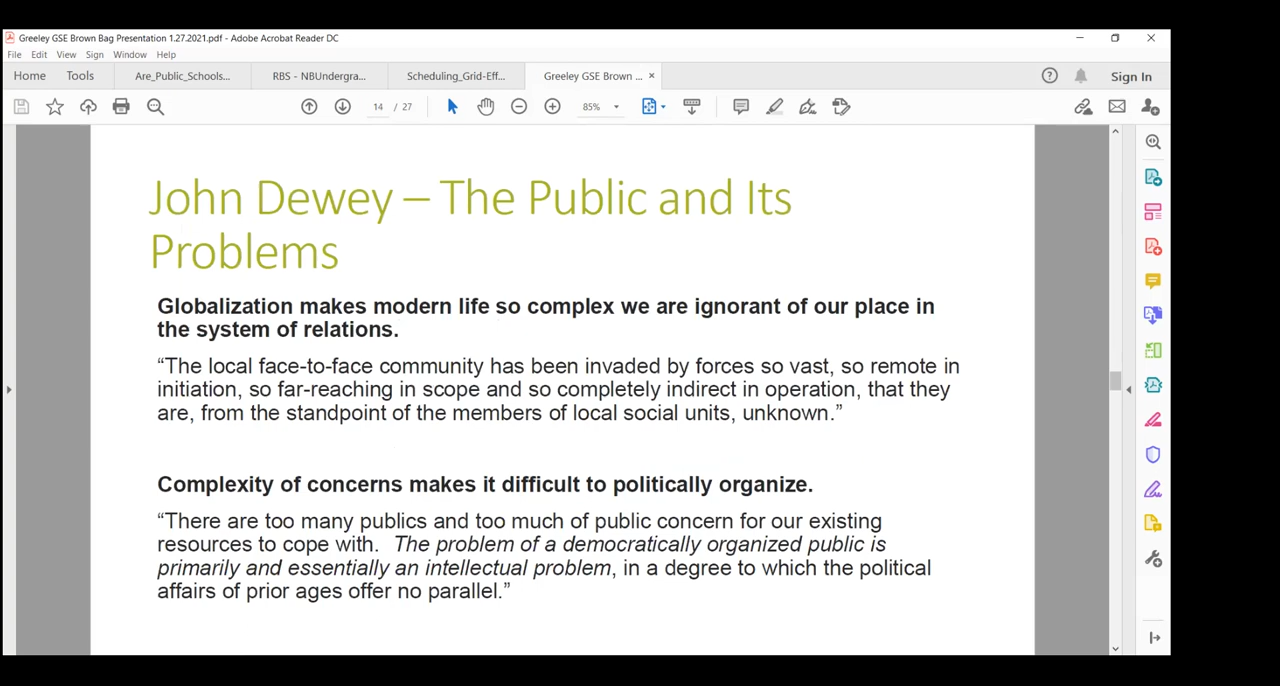 Greeley GSE Brown Bag Presentation 1.27.2021.pdf - Adobe Acrobat Reader DC
File Edit View Sign Window Help
Home Tools Are_Public_Schools... RBS - NBUndergra... Scheduling_Grid-Eff... Greeley GSE Brown ... × Sign In
14 / 27 85%
John Dewey – The Public and Its
Problems
Globalization makes modern life so complex we are ignorant of our place in
the system of relations.
“The local face-to-face community has been invaded by forces so vast, so remote in
initiation, so far-reaching in scope and so completely indirect in operation, that they
are, from the standpoint of the members of local social units, unknown.”
Complexity of concerns makes it difficult to politically organize.
“There are too many publics and too much of public concern for our existing
resources to cope with. The problem of a democratically organized public is
primarily and essentially an intellectual problem, in a degree to which the political
affairs of prior ages offer no parallel.”